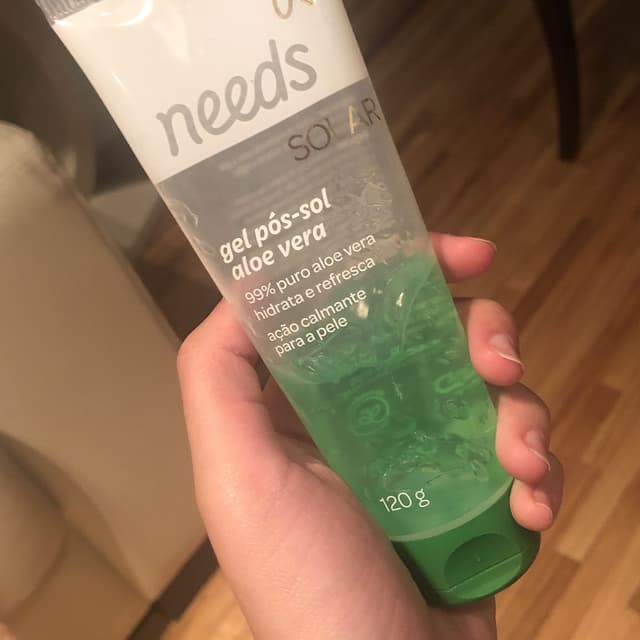 needs
SOLAR
gel pós-sol
aloe vera
99% puro aloe vera
hidrata e refresca
ação calmante
para a pele
120 g